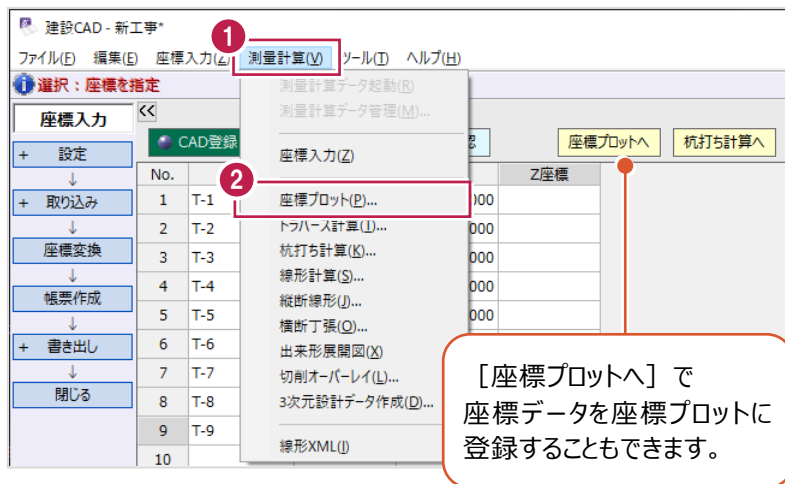 建設CAD - 新工事*
1
ファイル(F) 編集(E) 座標入力(Z) 測量計算(V) ツール(T) ヘルプ(H)
選択：座標を指定
測量計算データ起動(R)
測量計算データ管理(M)...
座標入力(Z)
2
座標プロット(P)...
トラバース計算(T)...
杭打ち計算(K)...
線形計算(S)...
縦断線形(J)...
横断丁張(O)...
出来形展開図(X)
切削オーバーレイ(L)...
3次元設計データ作成(D)...
線形XML(I)
座標入力
<<
+ 設定
↓
+ 取り込み
↓
座標変換
↓
帳票作成
↓
+ 書き出し
↓
閉じる
CAD登録
認
座標プロットへ
杭打ち計算へ
No. Z座標
1 T-1 000
2 T-2 000
3 T-3 000
4 T-4 000
5 T-5 000
6 T-6
7 T-7
8 T-8
9 T-9
10
［座標プロットへ］で
座標データを座標プロットに
登録することもできます。